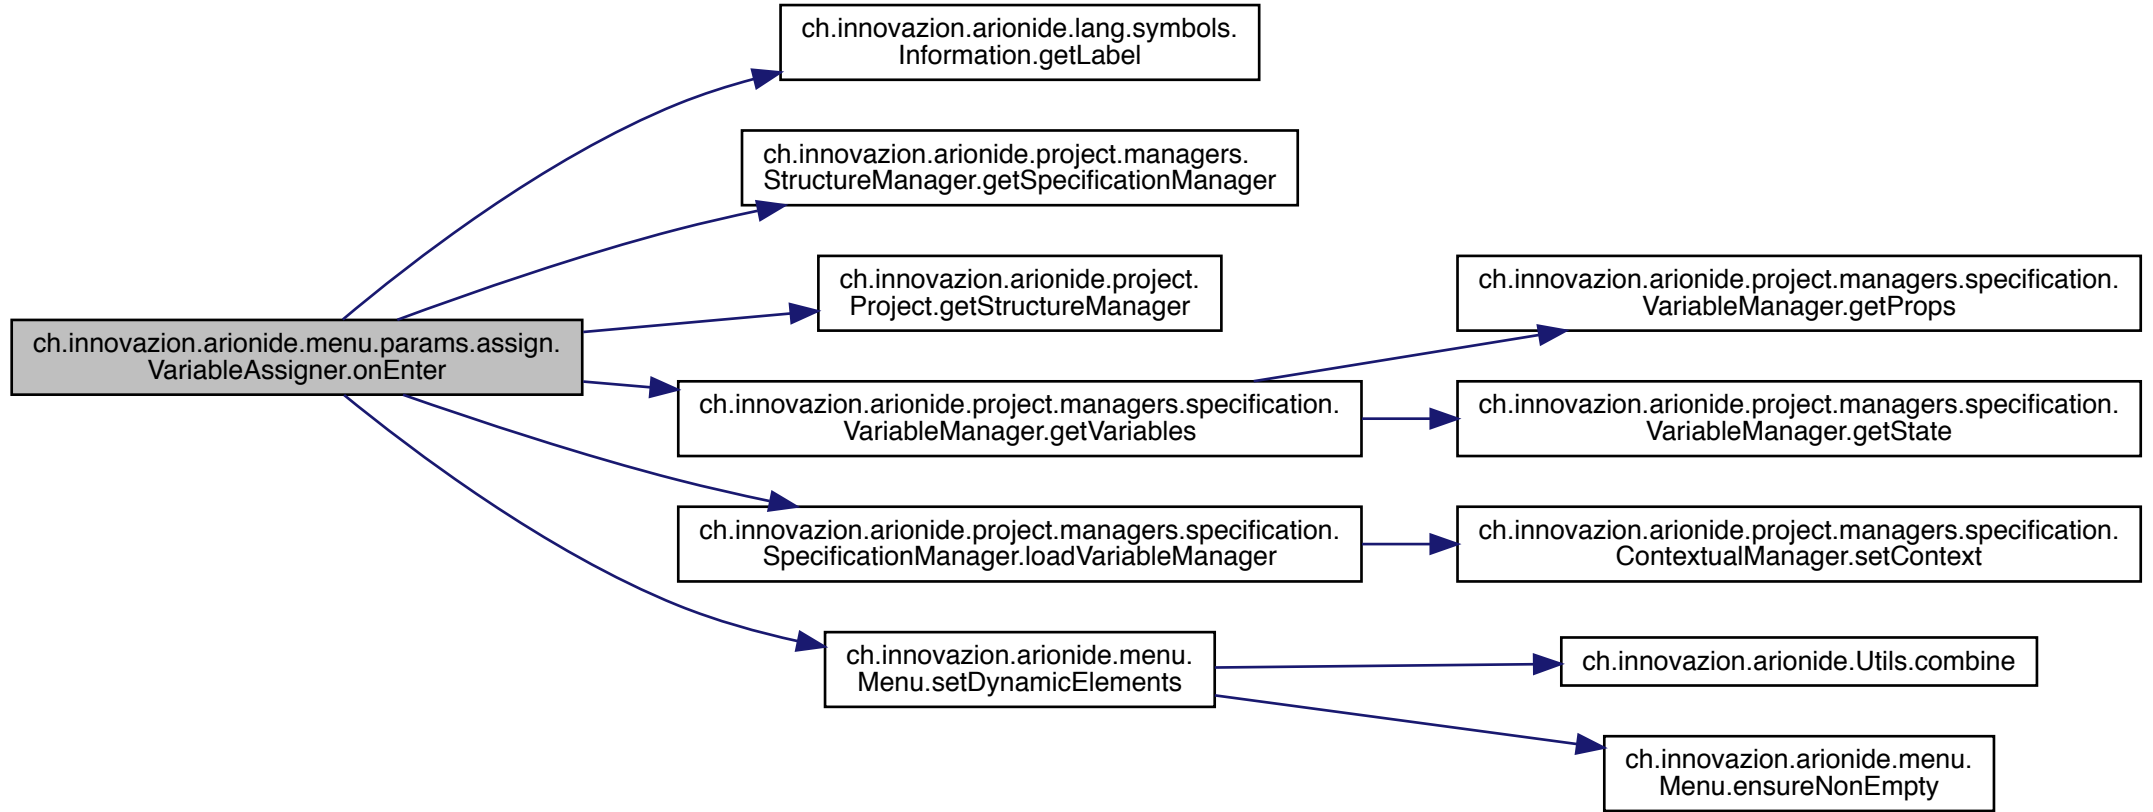 ch.innovazion.arionide.lang.symbols.
Information.getLabel
ch.innovazion.arionide.project.managers.
StructureManager.getSpecificationManager
ch.innovazion.arionide.project.
Project.getStructureManager
ch.innovazion.arionide.project.managers.specification.
VariableManager.getProps
ch.innovazion.arionide.menu.params.assign.
VariableAssigner.onEnter
ch.innovazion.arionide.project.managers.specification.
VariableManager.getVariables
ch.innovazion.arionide.project.managers.specification.
VariableManager.getState
ch.innovazion.arionide.project.managers.specification.
SpecificationManager.loadVariableManager
ch.innovazion.arionide.project.managers.specification.
ContextualManager.setContext
ch.innovazion.arionide.menu.
Menu.setDynamicElements
ch.innovazion.arionide.Utils.combine
ch.innovazion.arionide.menu.
Menu.ensureNonEmpty